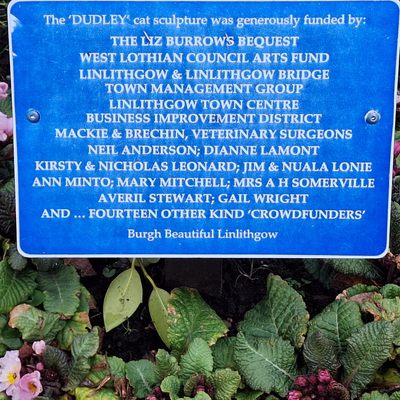 The 'DUDLEY' cat sculpture was generously funded by:
THE LIZ BURROWS BEQUEST
WEST LOTHIAN COUNCIL ARTS FUND
LINLITHGOW & LINLITHGOW BRIDGE
TOWN MANAGEMENT GROUP
LINLITHGOW TOWN CENTRE
BUSINESS IMPROVEMENT DISTRICT
MACKIE & BRECHIN, VETERINARY SURGEONS
NEIL ANDERSON; DIANNE LAMONT
KIRSTY & NICHOLAS LEONARD; JIM & NUALA LONIE
ANN MINTO; MARY MITCHELL; MRS A H SOMERVILLE
AVERIL STEWART; GAIL WRIGHT
AND ... FOURTEEN OTHER KIND 'CROWDFUNDERS'
Burgh Beautiful Linlithgow